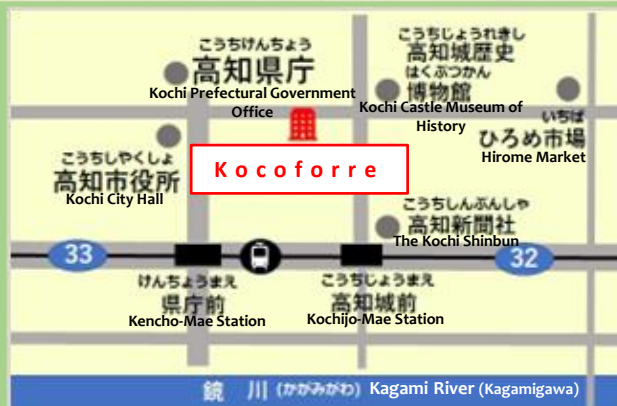 こうちけんちょう
高知県庁
Kochi Prefectural Government
Office
こうちじょうれきし
高知城歴史
はくぶつかん
博物館
Kochi Castle Museum of
History
いちば
ひろめ市場
Hirome Market
こうちしやくしょ
高知市役所
Kochi City Hall
Kocoforre
こうちしんぶんしゃ
高知新聞社
The Kochi Shinbun
33
32
けんちょうまえ
県庁前
Kencho-Mae Station
こうちじょうまえ
高知城前
Kochijo-Mae Station
鏡 川 (かがみがわ) Kagami River (Kagamigawa)